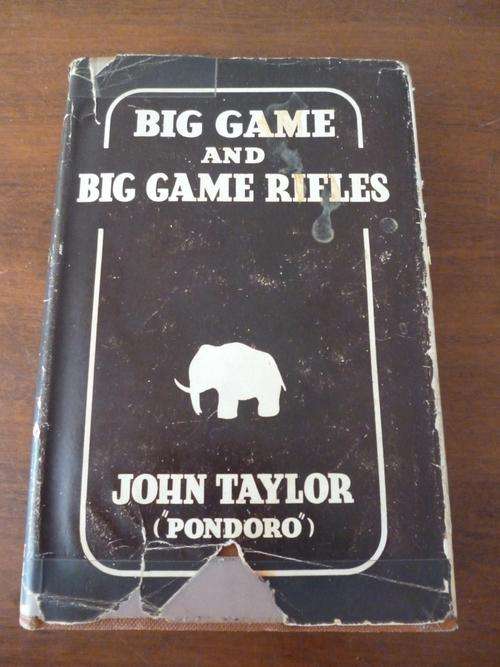 BIG GAME
AND
BIG GAME RIFLES
JOHN TAYLOR
("PONDORO")